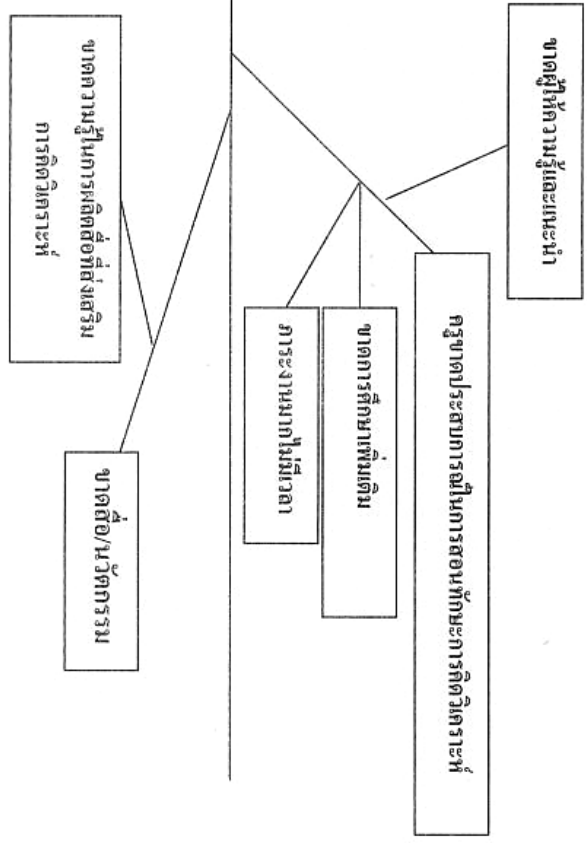 ขาดผู้ให้ความรู้และแนะนำ
ครูขาดประสบการณ์ในการสอนทักษะการคิดวิเคราะห์
ขาดการศึกษาเพิ่มเติม
ภาระงานมากไม่มีเวลา
ขาดความรู้ในการผลิตสื่อที่ส่งเสริม
การคิดวิเคราะห์
ขาดสื่อ/นวัตกรรม